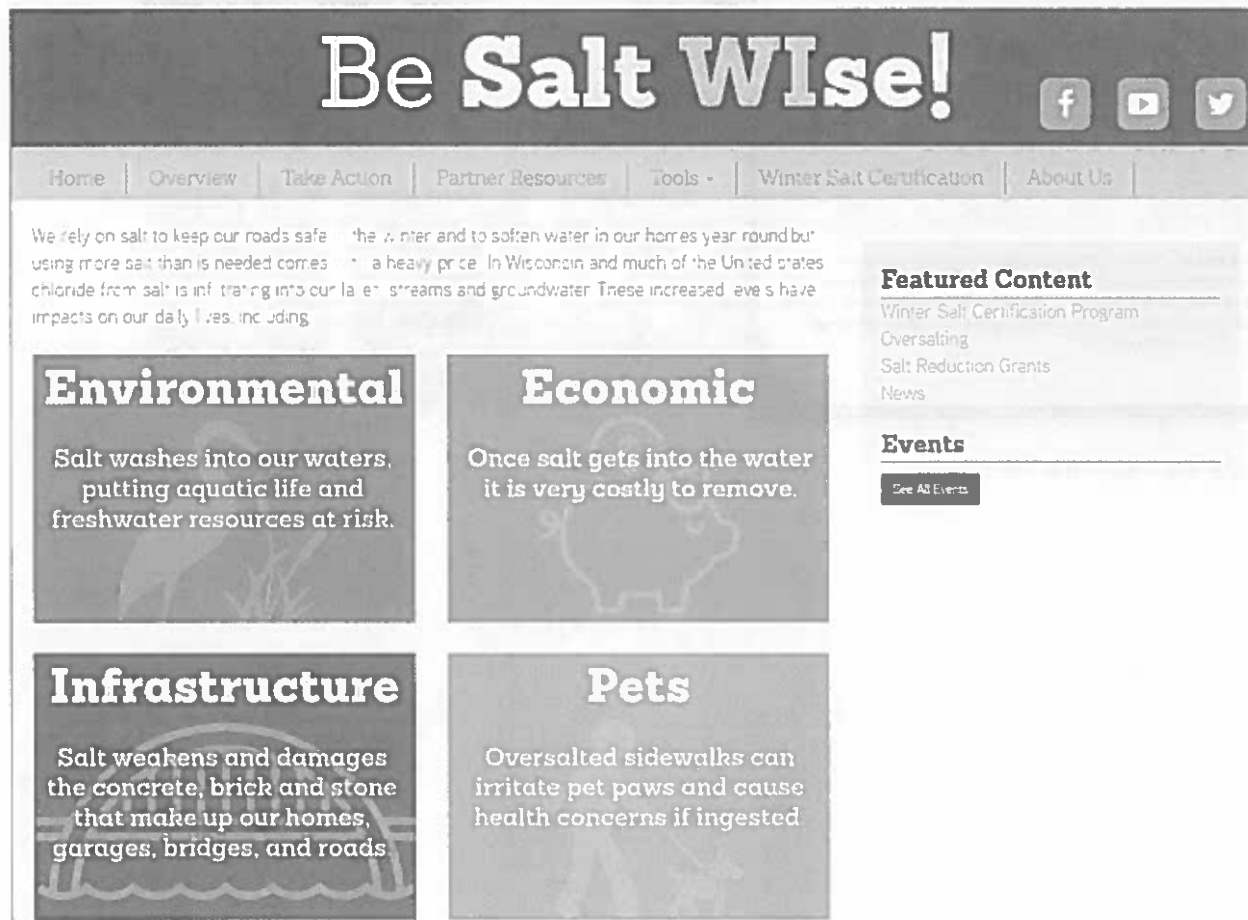 Be Salt WIse!
Home
Overview
Take Action
Partner Resources
Tools
Winter Salt Certification
About Us
We rely on salt to keep our roads safe the winter and to soften water in our homes year round but
using more salt than is needed comes a heavy price In Wisconsin and much of the United states
chloride from salt is infiltrating into our streams and groundwater These increased levels have
impacts on our daily lives, including
Environmental
Salt washes into our waters,
putting aquatic life and
freshwater resources at risk.
Economic
Once salt gets into the water
it is very costly to remove.
Infrastructure
Salt weakens and damages
the concrete, brick and stone
that make up our homes,
garages, bridges, and roads
Pets
Oversalted sidewalks can
irritate pet paws and cause
health concerns if ingested
Featured Content
Winter Salt Certification Program
Oversalting
Salt Reduction Grants
News
Events
See All Events